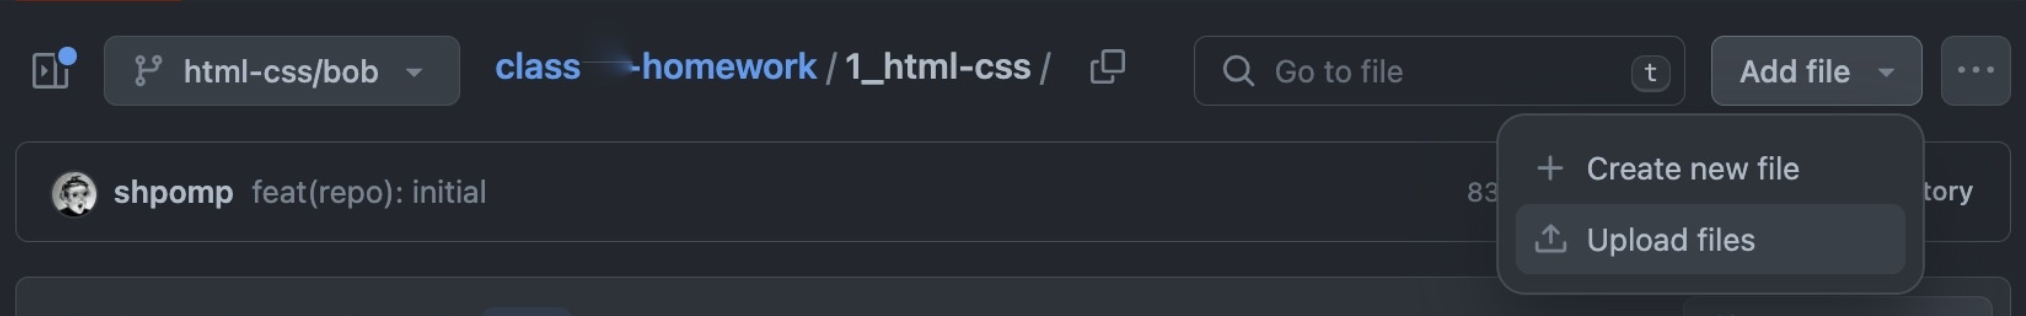 html-css/bob class -homework / 1_html-css / Go to file t Add file ...
shpomp feat(repo): initial 83 tory
Create new file
Upload files